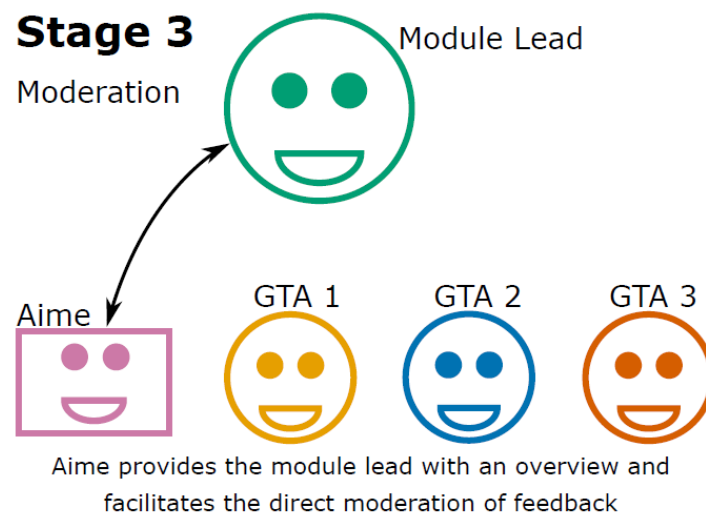 Stage 3
Module Lead
Moderation
Aime
GTA 1
GTA 2
GTA 3
Aime provides the module lead with an overview and
facilitates the direct moderation of feedback